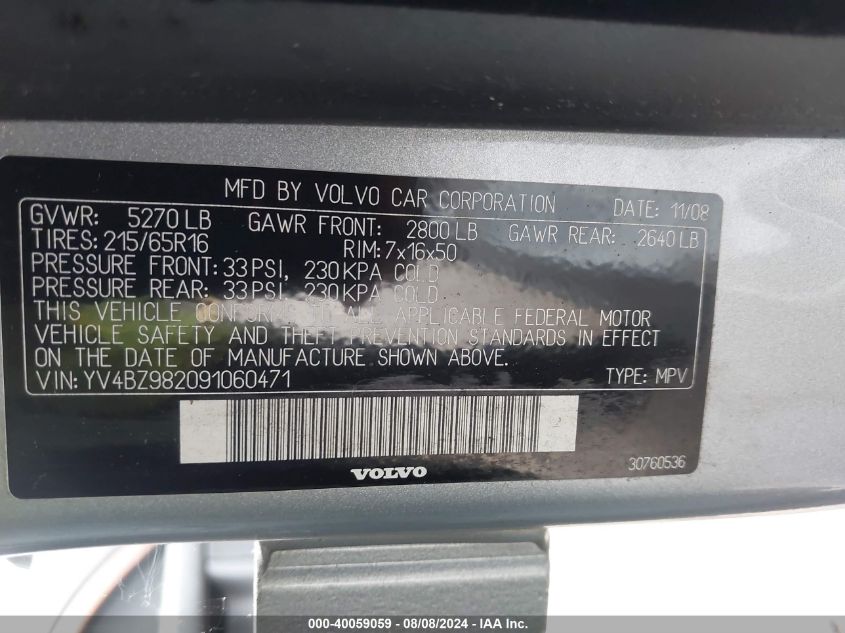 MFD BY VOLVO CAR CORPORATION DATE: 11/08
GVWR: 5270 LB GAWR FRONT: 2800 LB GAWR REAR: 2640 LB
TIRES: 215/65R16 RIM: 7x16x50
PRESSURE FRONT: 33 PSI, 230 KPA COLD
PRESSURE REAR: 33 PSI, 230 KPA COLD
THIS VEHICLE CONFORMS TO ALL APPLICABLE FEDERAL MOTOR
VEHICLE SAFETY AND THEFT PREVENTION STANDARDS IN EFFECT
ON THE DATE OF MANUFACTURE SHOWN ABOVE.
VIN: YV4BZ982091060471 TYPE: MPV
VOLVO
30760536
000-40059059 - 08/08/2024 - IAA Inc.